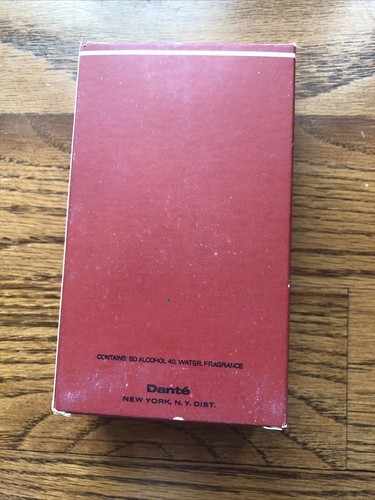 CONTAINS: SD ALCOHOL 40, WATER, FRAGRANCE
Danté
NEW YORK, N.Y. DIST.